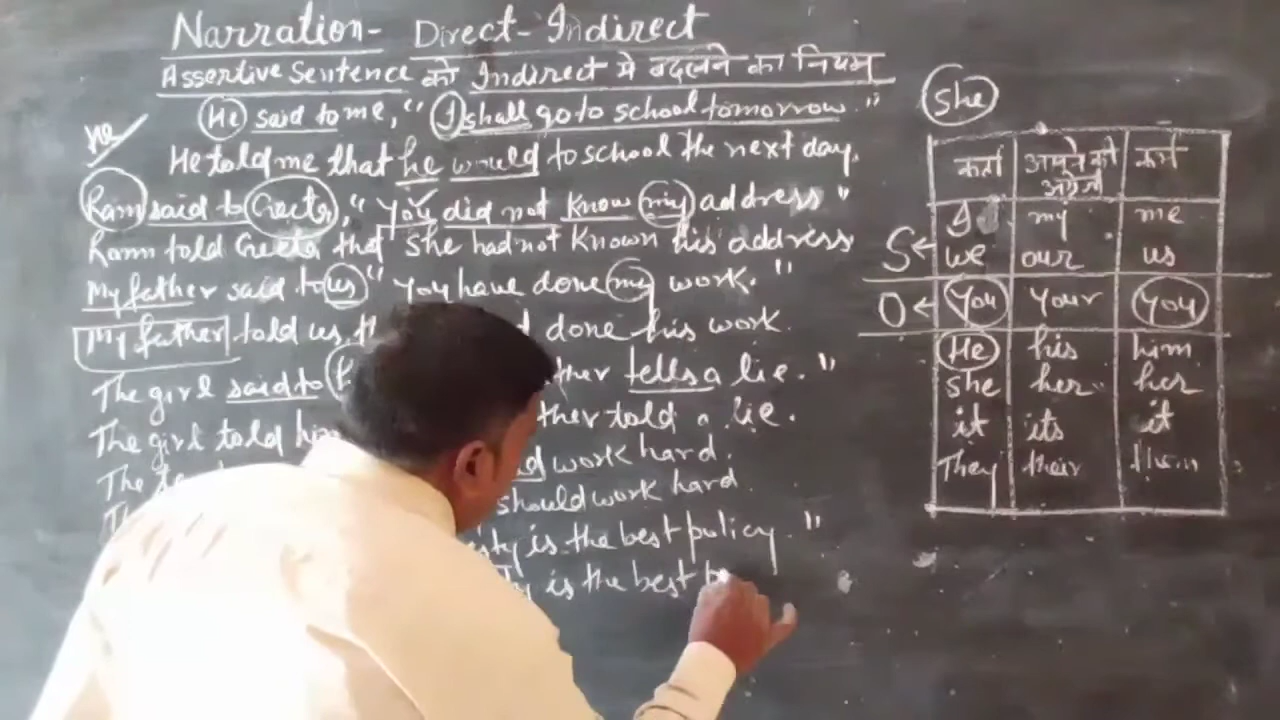 Narration- Direct-Indirect
Assertive Sentence को Indirect में बदलने का नियम
He said to me, "I shall go to school tomorrow."
he
He told me that he would to school the next day.
Ram said to Geeta, "You did not know my address"
Ram told Geeta that she had not known his address
My father said to us "You have done my work."
My father told us done his work.
The girl said to tells a lie."
The girl told him told a lie.
The work hard.
should work hard
is the best policy."
is the best
She
कर्ता कर्म
I my me
S← we our us
O← You Your You
He his him
She her her
it its it
They their them